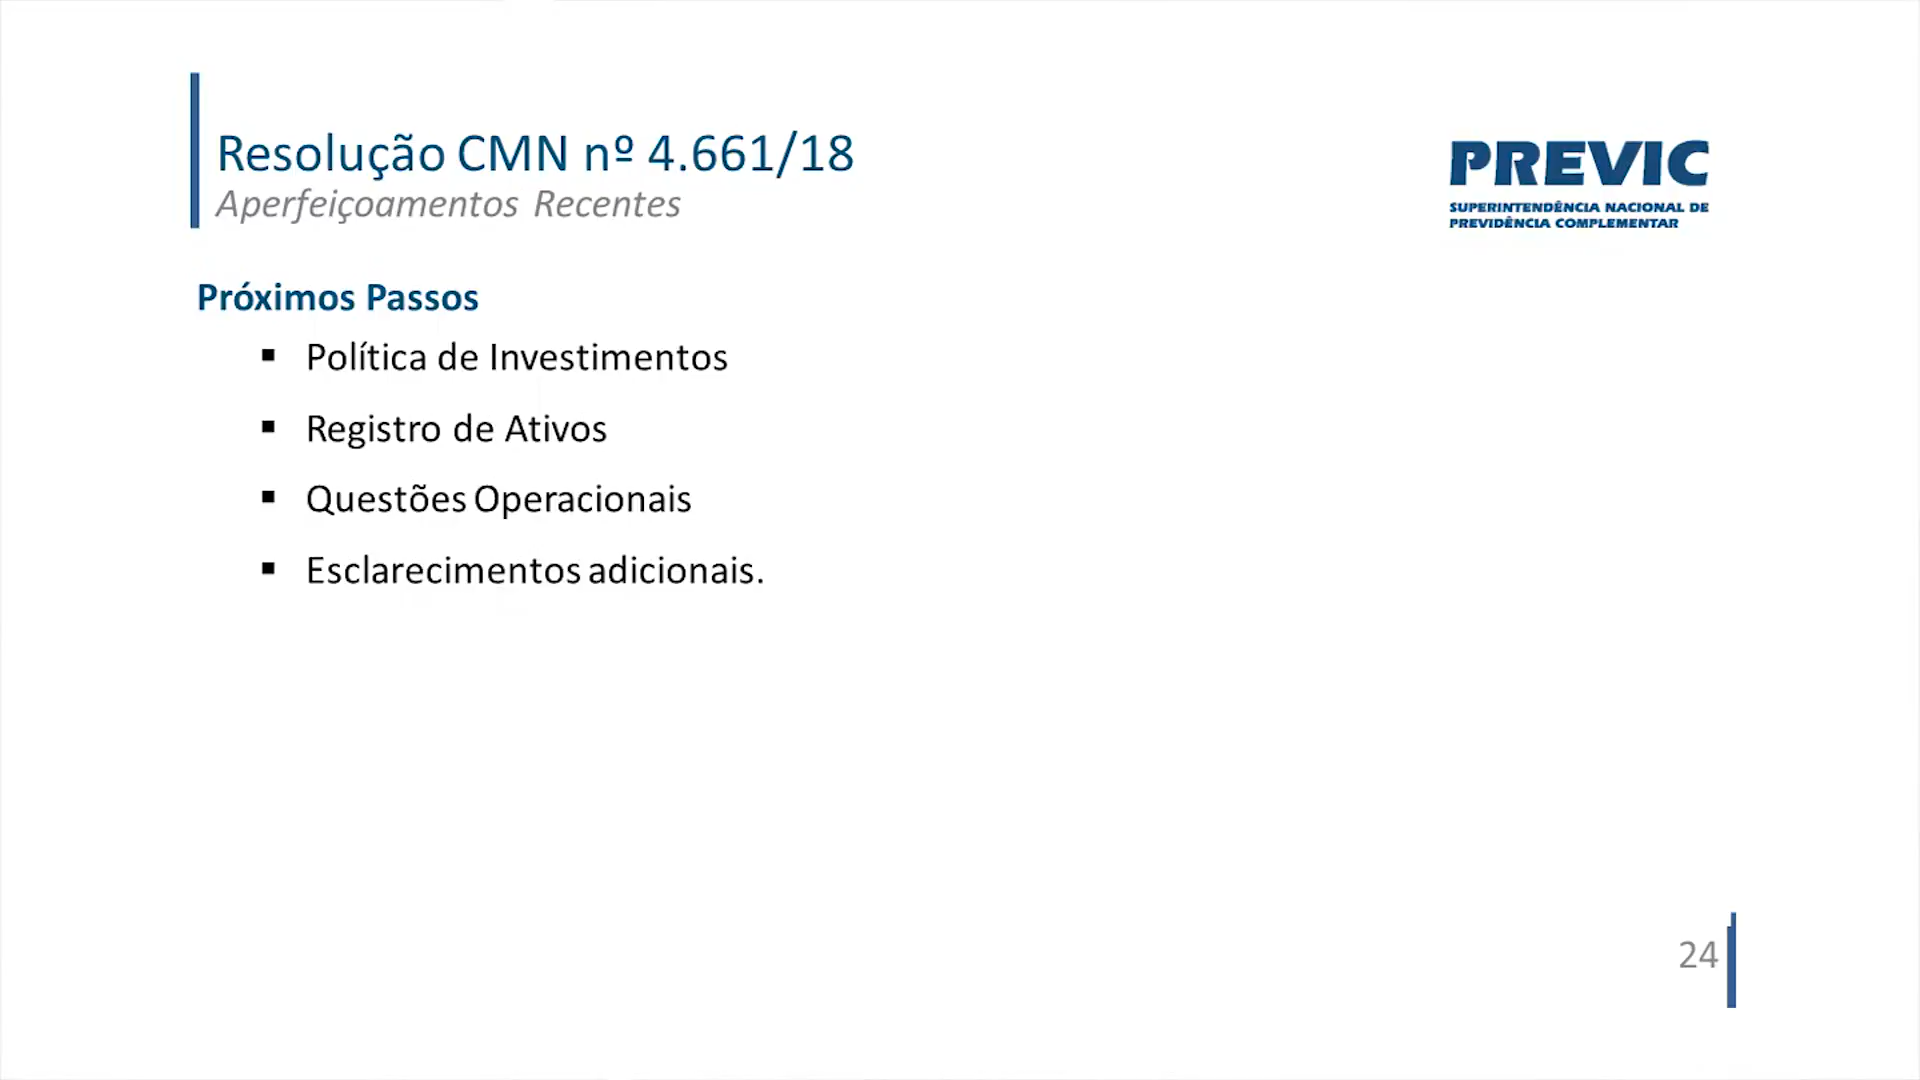 Resolução CMN nº 4.661/18
Aperfeiçoamentos Recentes
PREVIC
SUPERINTENDÊNCIA NACIONAL DE
PREVIDÊNCIA COMPLEMENTAR
Próximos Passos
▪ Política de Investimentos
▪ Registro de Ativos
▪ Questões Operacionais
▪ Esclarecimentos adicionais.
24